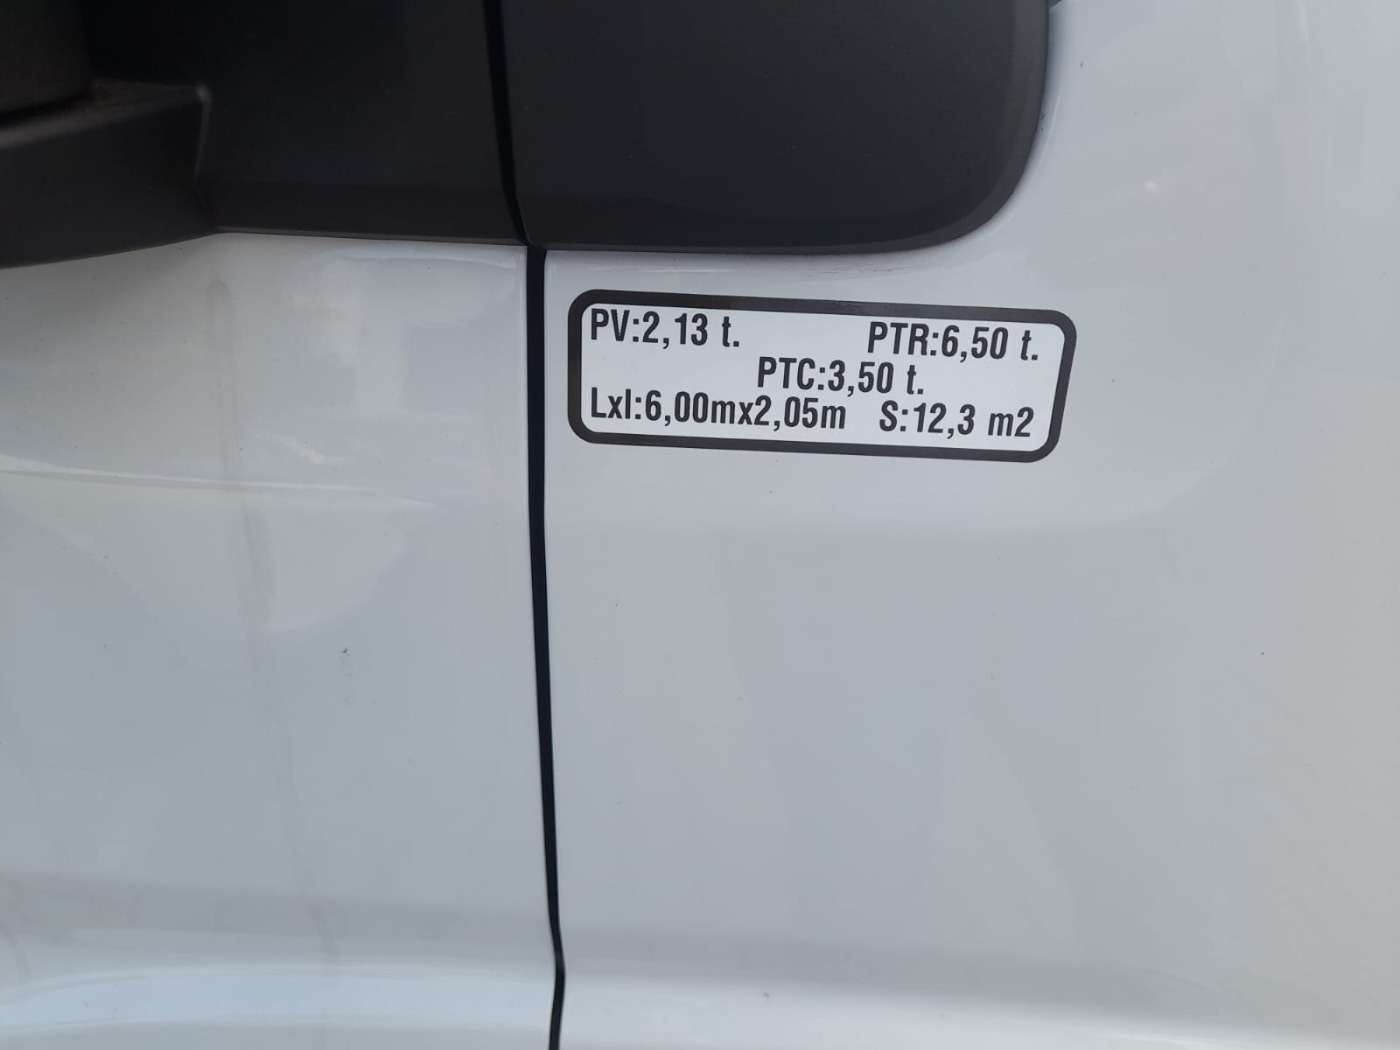 PV:2,13 t. PTR:6,50 t.
PTC:3,50 t.
Lxl:6,00mx2,05m S:12,3 m2